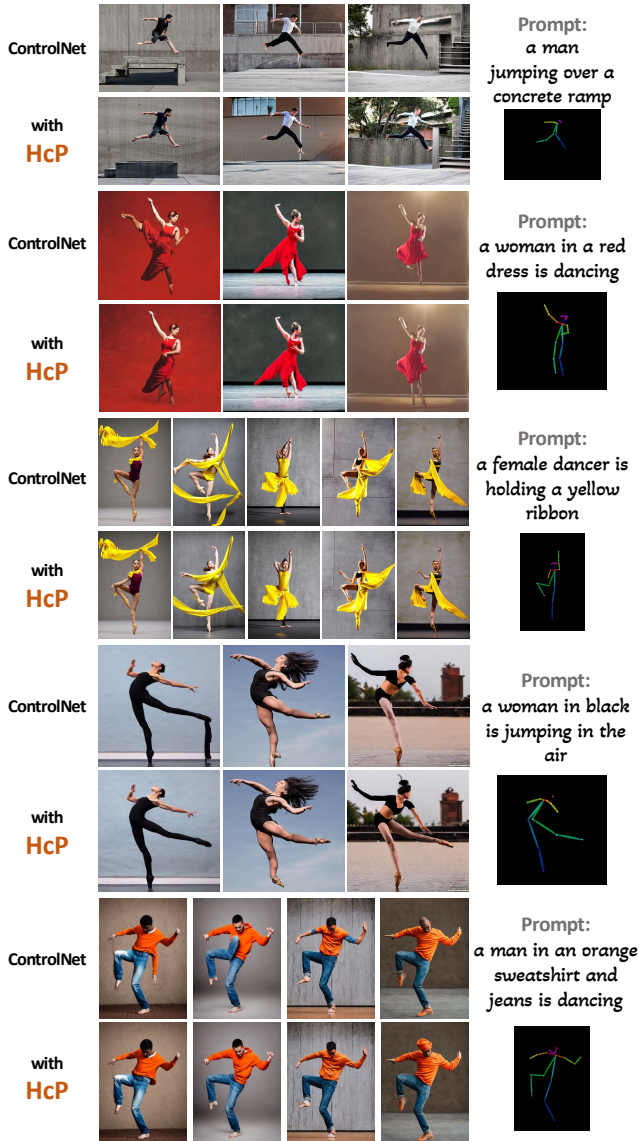 ControlNet
with
HcP
Prompt:
a man
jumping over a
concrete ramp
ControlNet
with
HcP
Prompt:
a woman in a red
dress is dancing
ControlNet
with
HcP
Prompt:
a female dancer is
holding a yellow
ribbon
ControlNet
with
HcP
Prompt:
a woman in black
is jumping in the
air
ControlNet
with
HcP
Prompt:
a man in an orange
sweatshirt and
jeans is dancing